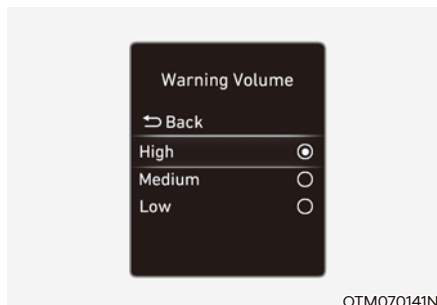 Warning Volume
Back
High
Medium
Low
OTM070141N